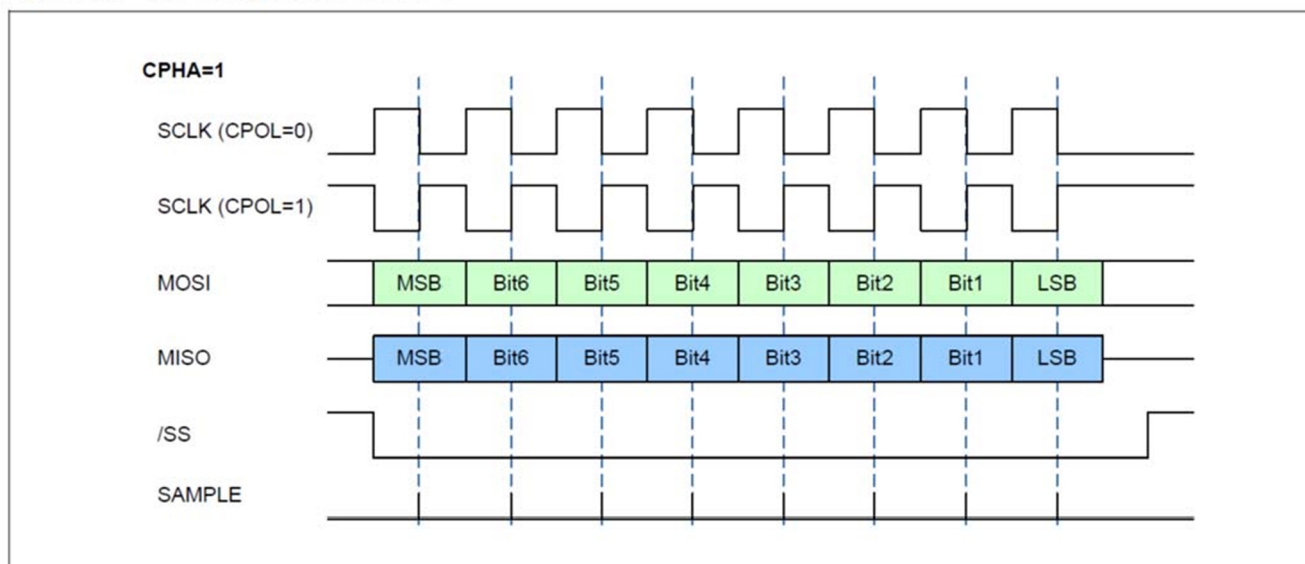 CPHA=1
SCLK (CPOL=0)
SCLK (CPOL=1)
MOSI MSB Bit6 Bit5 Bit4 Bit3 Bit2 Bit1 LSB
MISO MSB Bit6 Bit5 Bit4 Bit3 Bit2 Bit1 LSB
/SS
SAMPLE